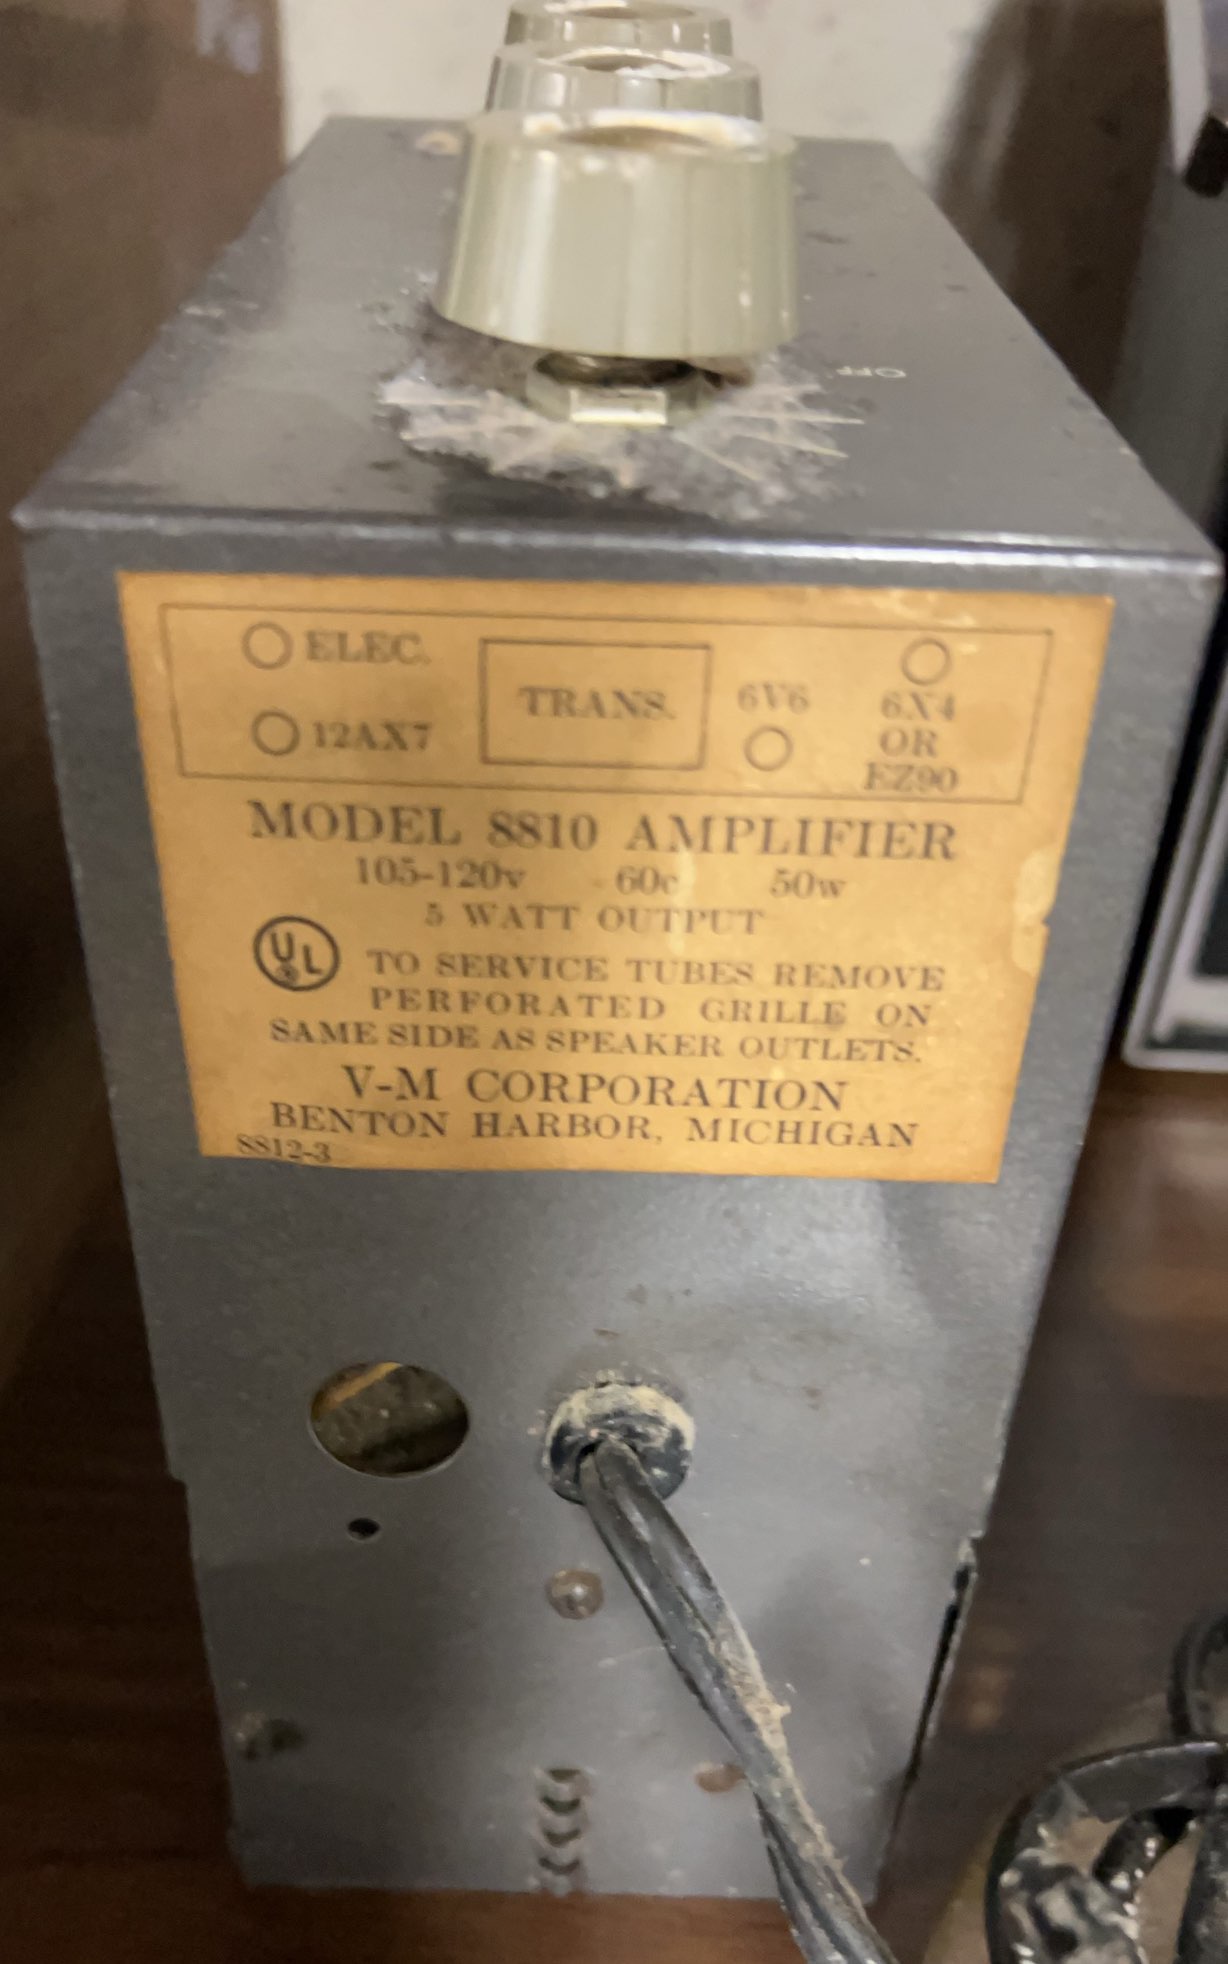 OFF
ELEC.
TRANS.
6V6
6X4
12AX7
OR
EZ90
MODEL 8810 AMPLIFIER
105-120v 60c 50w
5 WATT OUTPUT
UL
®
TO SERVICE TUBES REMOVE
PERFORATED GRILLE ON
SAME SIDE AS SPEAKER OUTLETS.
V-M CORPORATION
BENTON HARBOR, MICHIGAN
8812-3